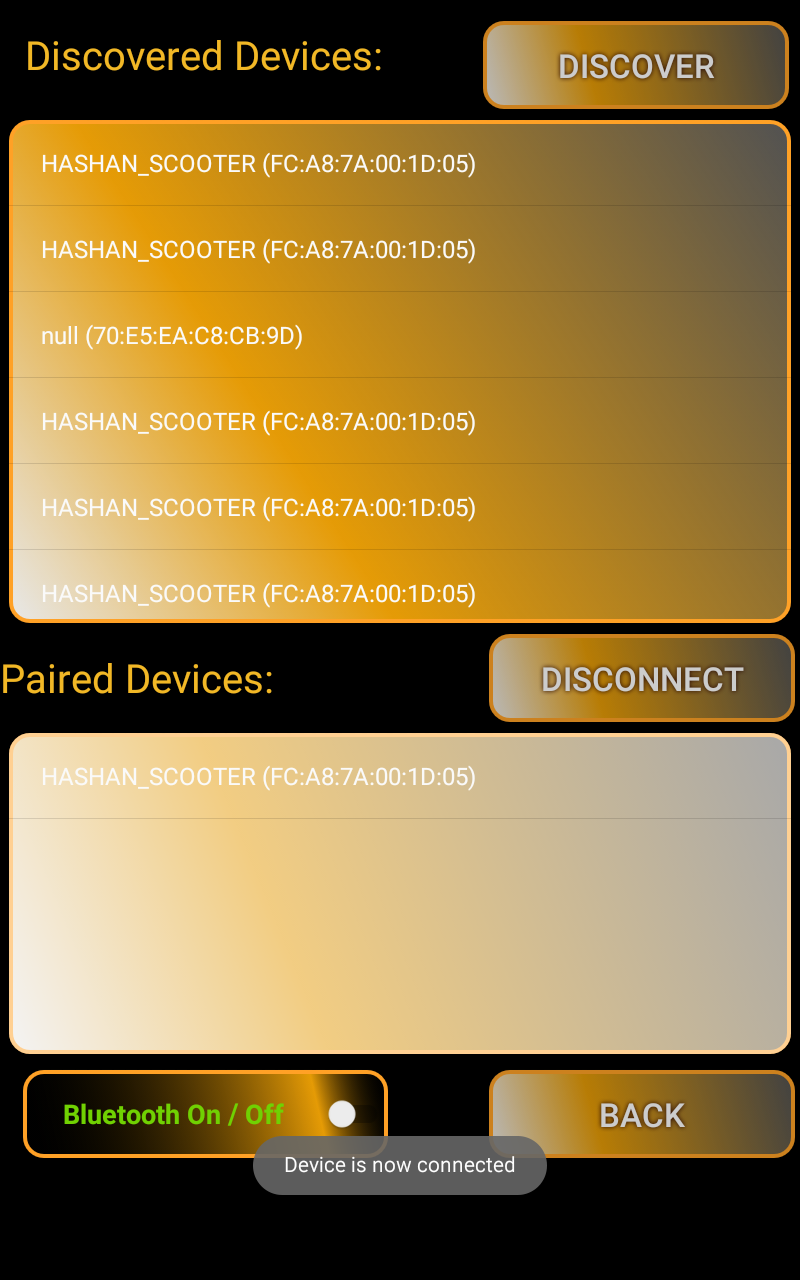 Discovered Devices:
DISCOVER
HASHAN_SCOOTER (FC:A8:7A:00:1D:05)
HASHAN_SCOOTER (FC:A8:7A:00:1D:05)
null (70:E5:EA:C8:CB:9D)
HASHAN_SCOOTER (FC:A8:7A:00:1D:05)
HASHAN_SCOOTER (FC:A8:7A:00:1D:05)
HASHAN_SCOOTER (FC:A8:7A:00:1D:05)
Paired Devices:
DISCONNECT
HASHAN_SCOOTER (FC:A8:7A:00:1D:05)
Bluetooth On / Off
BACK
Device is now connected